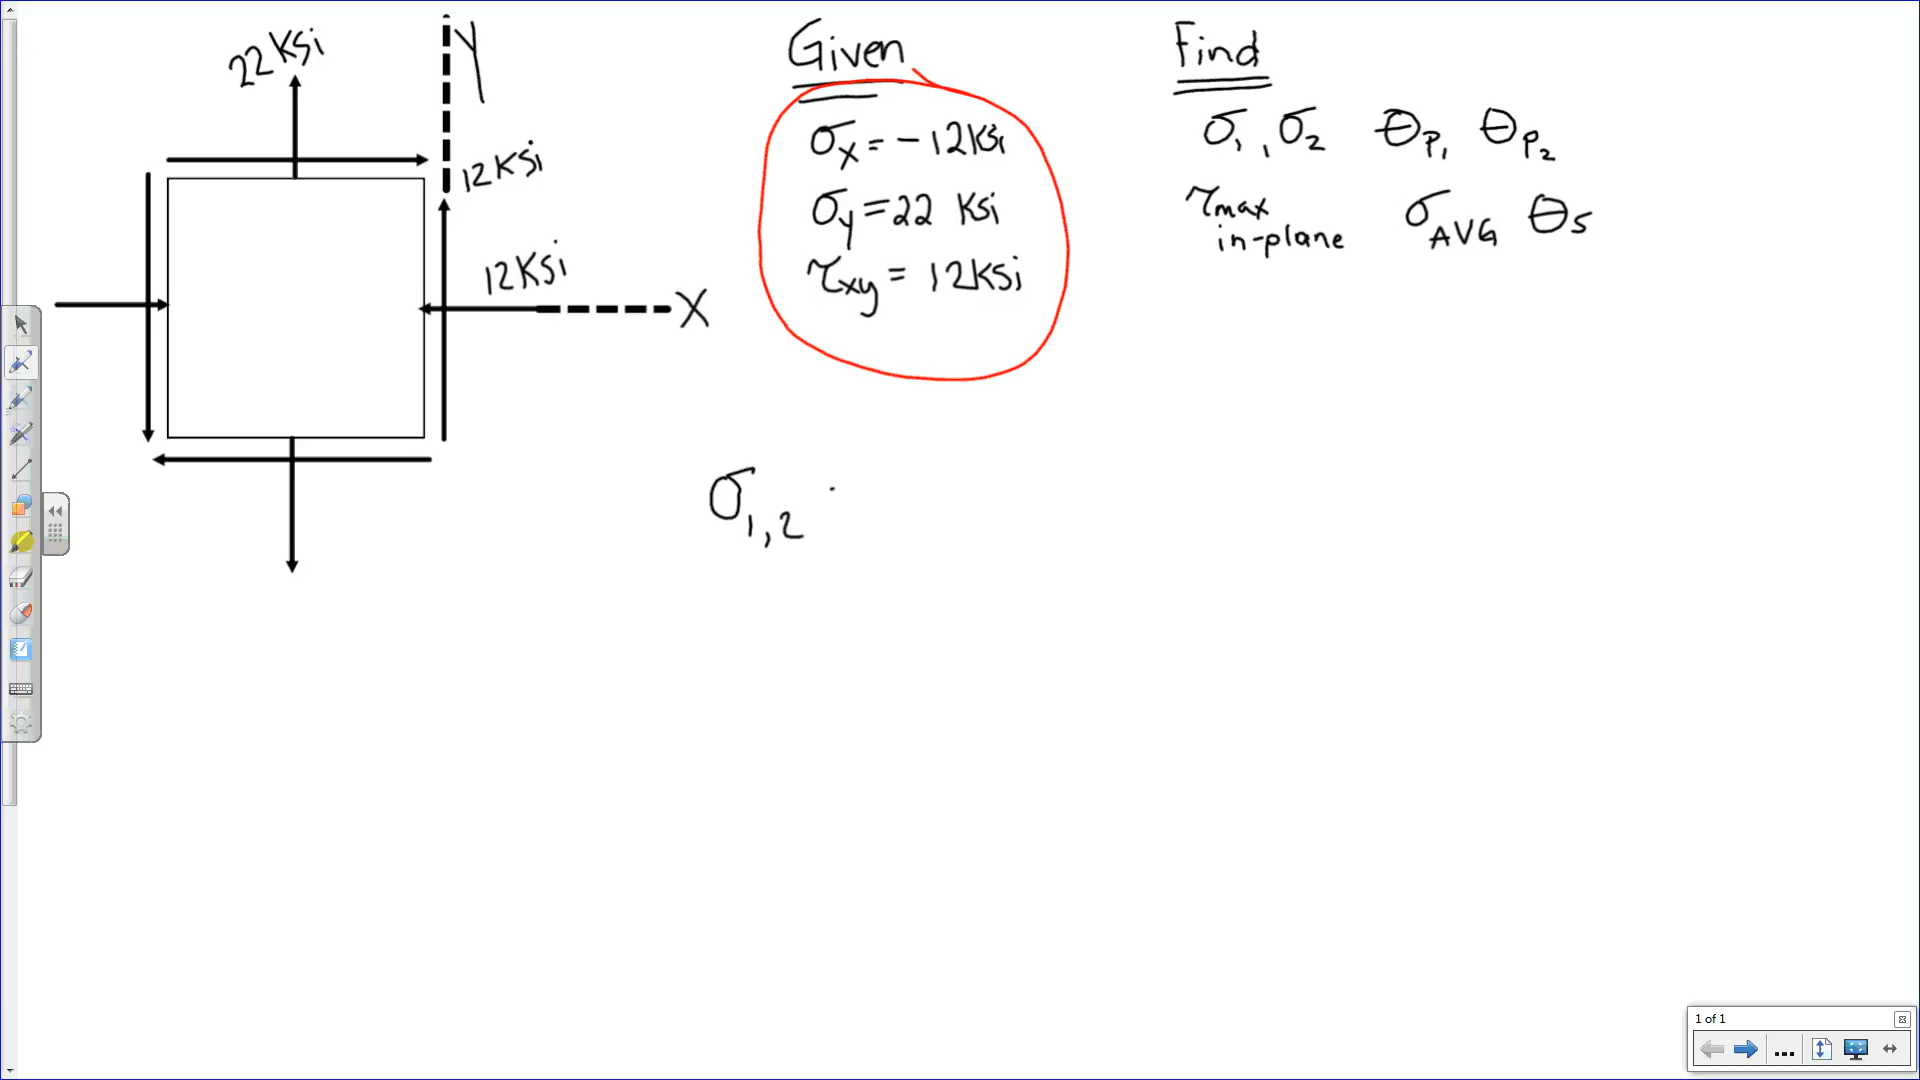 22 KSi
Y
12 KSi
12 KSi
X
Given
σx = -12KSi
σy = 22 KSi
τxy = 12KSi
Find
σ1, σ2 θP1 θP2
τmax in-plane σAVG θS
σ1,2
1 of 1